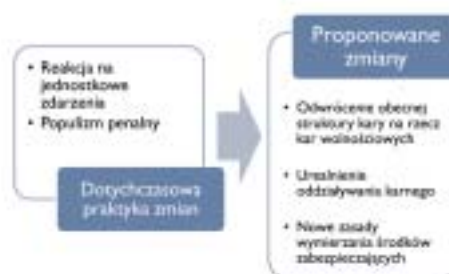 • Reakcja na
jednostkowe
zdarzenia
• Populizm penalny
Dotychczasowa
praktyka zmian
Proponowane
zmiany
• Odwrócenie obecnej
struktury kary na rzecz
kar wolnościowych
• Urealnienie
oddziaływania karnego
• Nowe zasady
wymierzania środków
zabezpieczających